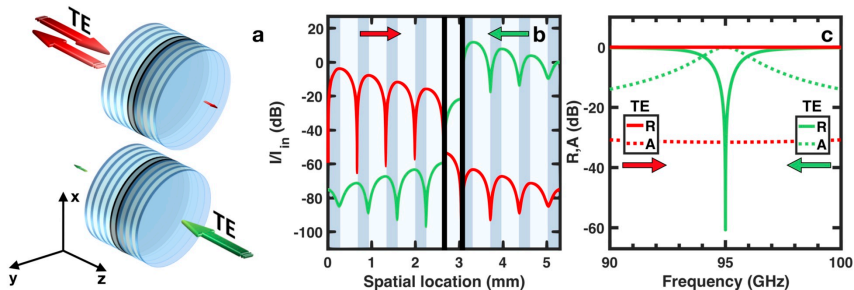 TE
a
TE
x
y
z
b
20
0
-20
-40
-60
-80
-100
I/I_in (dB)
0 1 2 3 4 5
Spatial location (mm)
c
0
-20
-40
-60
R,A (dB)
TE
R
A
TE
R
A
90 95 100
Frequency (GHz)